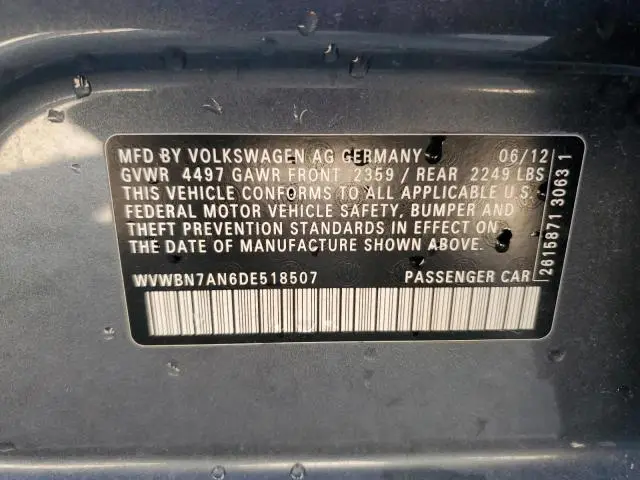 MFD BY VOLKSWAGEN AG GERMANY 06/12
GVWR 4497 GAWR FRONT 2359 / REAR 2249 LBS
THIS VEHICLE CONFORMS TO ALL APPLICABLE U.S.
FEDERAL MOTOR VEHICLE SAFETY, BUMPER AND
THEFT PREVENTION STANDARDS IN EFFECT ON
THE DATE OF MANUFACTURE SHOWN ABOVE.
WVWBN7AN6DE518507 PASSENGER CAR
2615871 3063 1